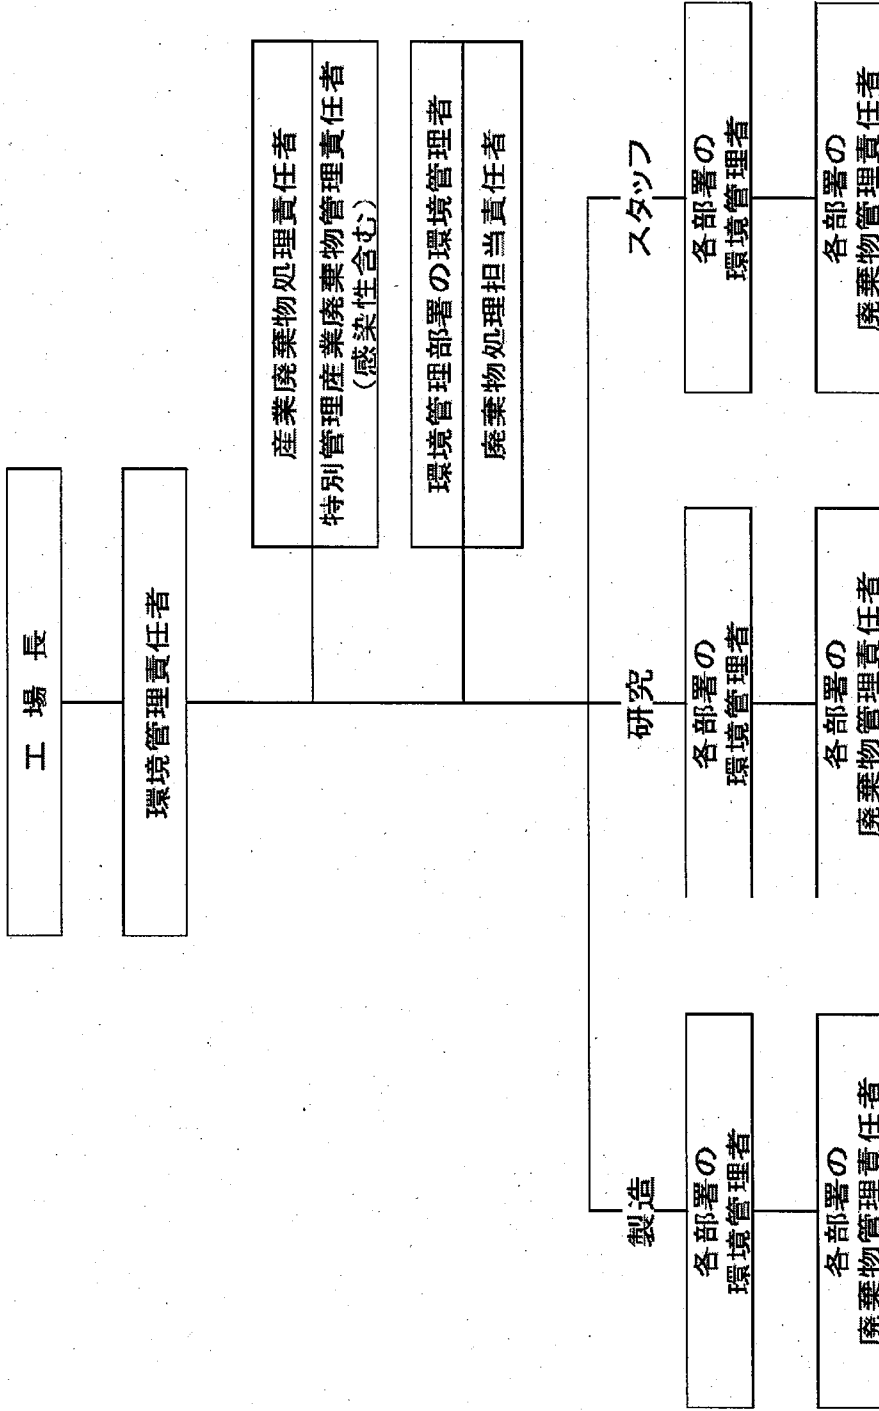 工場長
環境管理責任者
産業廃棄物処理責任者
特別管理産業廃棄物管理責任者
（感染性含む）
環境管理部署の環境管理者
廃棄物処理担当責任者
製造
各部署の
環境管理者
各部署の
廃棄物管理責任者
研究
各部署の
環境管理者
各部署の
廃棄物管理責任者
スタッフ
各部署の
環境管理者
各部署の
廃棄物管理責任者